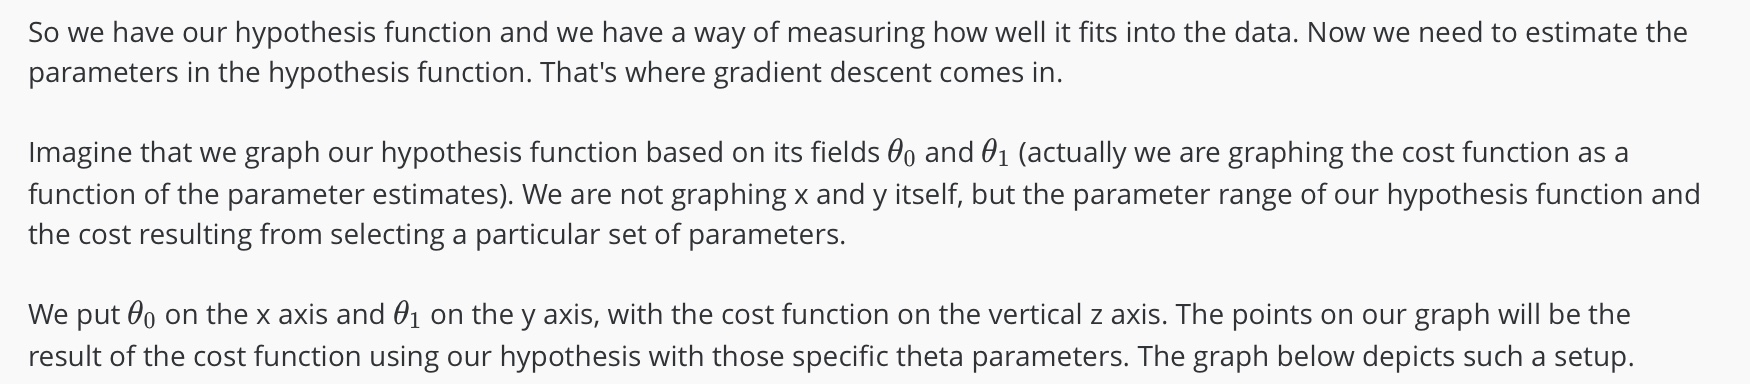 So we have our hypothesis function and we have a way of measuring how well it fits into the data. Now we need to estimate the
parameters in the hypothesis function. That's where gradient descent comes in.
Imagine that we graph our hypothesis function based on its fields θ₀ and θ₁ (actually we are graphing the cost function as a
function of the parameter estimates). We are not graphing x and y itself, but the parameter range of our hypothesis function and
the cost resulting from selecting a particular set of parameters.
We put θ₀ on the x axis and θ₁ on the y axis, with the cost function on the vertical z axis. The points on our graph will be the
result of the cost function using our hypothesis with those specific theta parameters. The graph below depicts such a setup.